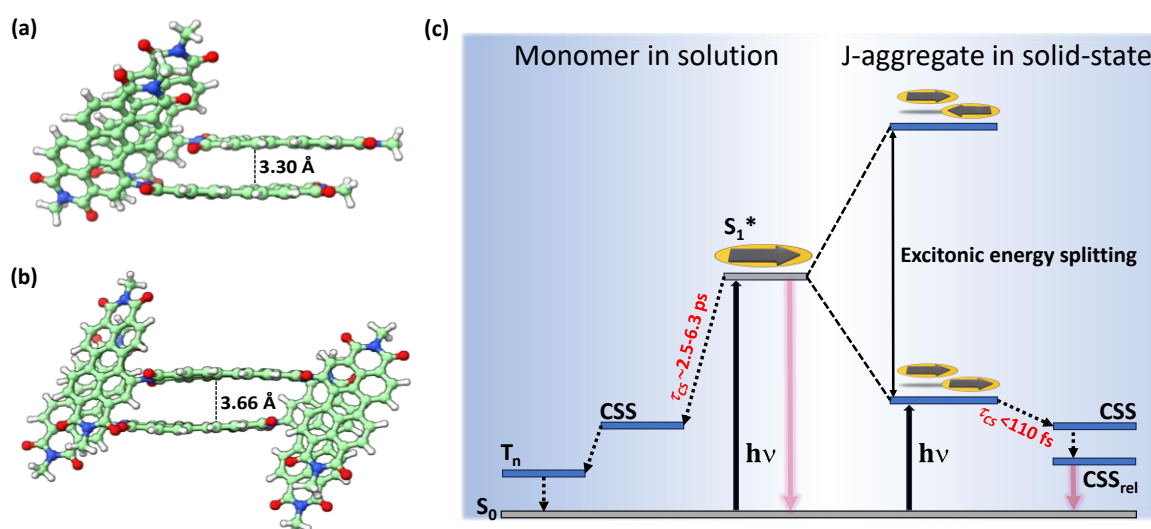 (a)
3.30 Å
(b)
3.66 Å
(c)
Monomer in solution
J-aggregate in solid-state
S1*
Excitonic energy splitting
τCS ~2.5-6.3 ps
CSS
Tn
hν
S0
τCS <110 fs
CSS
hν
CSSrel